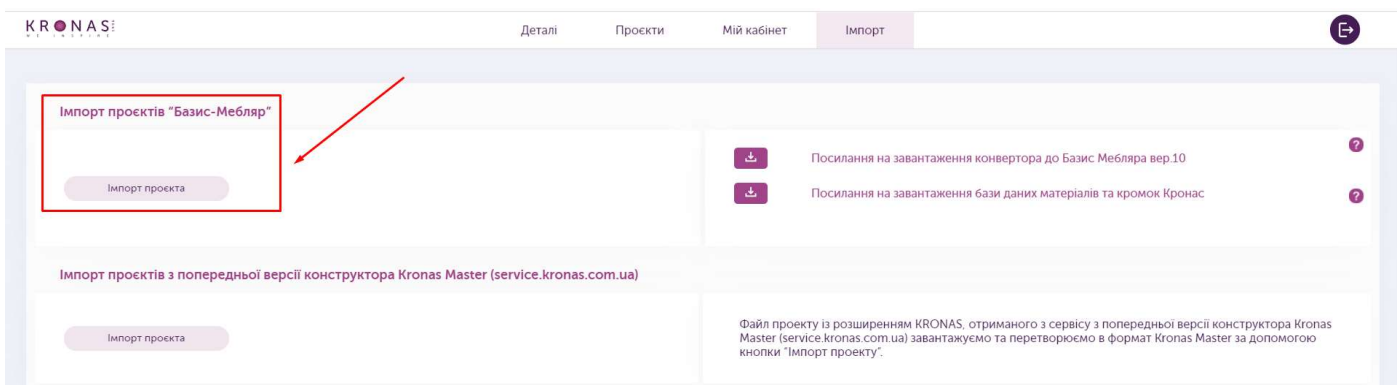 KRONAS
WE INSPIRE
Деталі Проєкти Мій кабінет Імпорт
Імпорт проєктів "Базис-Мебляр"
Посилання на завантаження конвертора до Базис Мебляра вер.10
?
Імпорт проєкта
Посилання на завантаження бази даних матеріалів та кромок Кронас
?
Імпорт проєктів з попередньої версії конструктора Kronas Master (service.kronas.com.ua)
Імпорт проєкта
Файл проекту із розширенням KRONAS, отриманого з сервісу з попередньої версії конструктора Kronas
Master (service.kronas.com.ua) завантажуємо та перетворюємо в формат Kronas Master за допомогою
кнопки "Імпорт проекту".